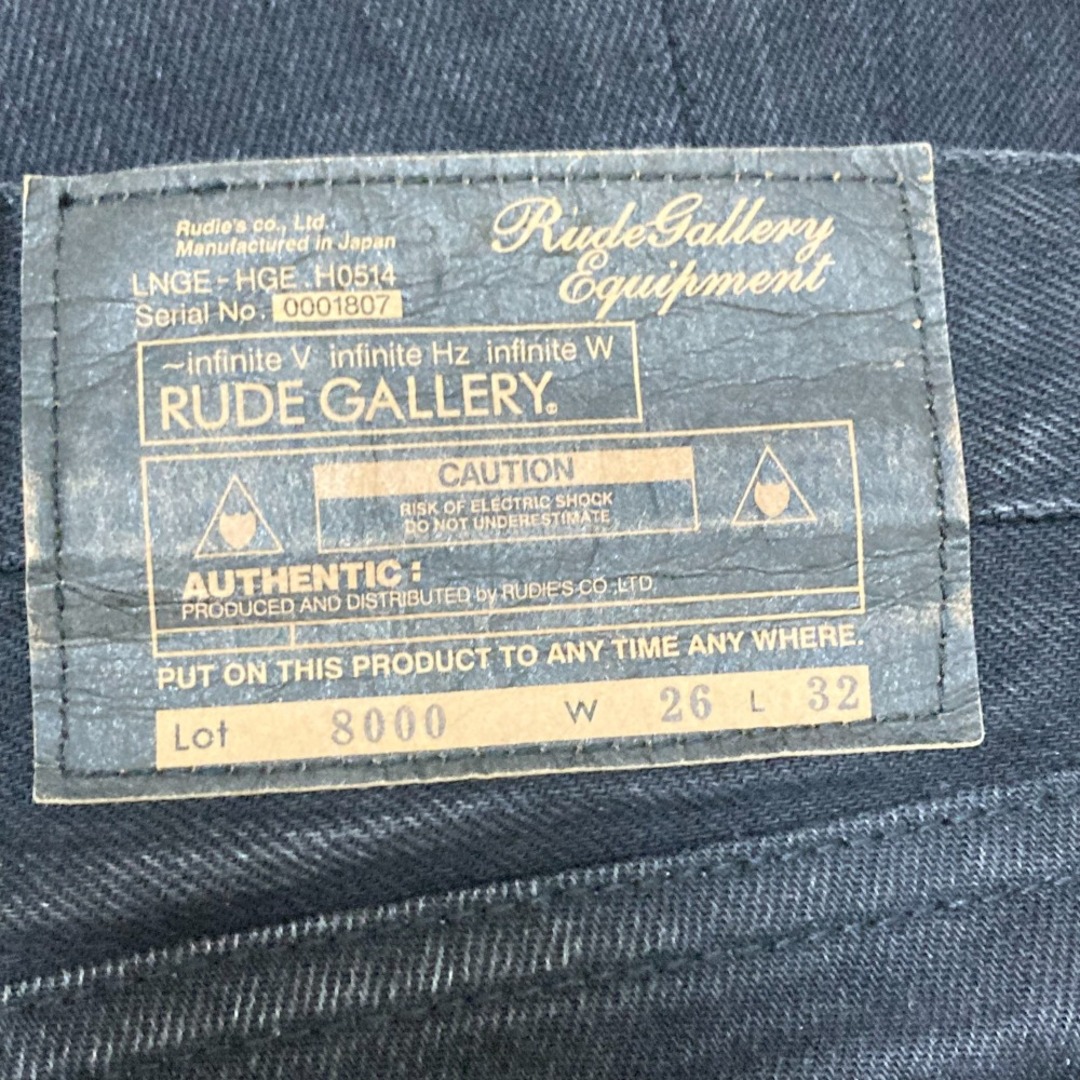 Rudie's co., Ltd.
Manufactured in Japan
LNGE-HGE.H0514
Serial No. 0001807
RudeGallery
Equipment
~infinite V infinite Hz infinite W
RUDE GALLERY®
CAUTION
RISK OF ELECTRIC SHOCK
DO NOT UNDERESTIMATE
AUTHENTIC:
PRODUCED AND DISTRIBUTED by RUDIE'S CO.,LTD.
PUT ON THIS PRODUCT TO ANY TIME ANY WHERE.
Lot 8000 W 26 L 32